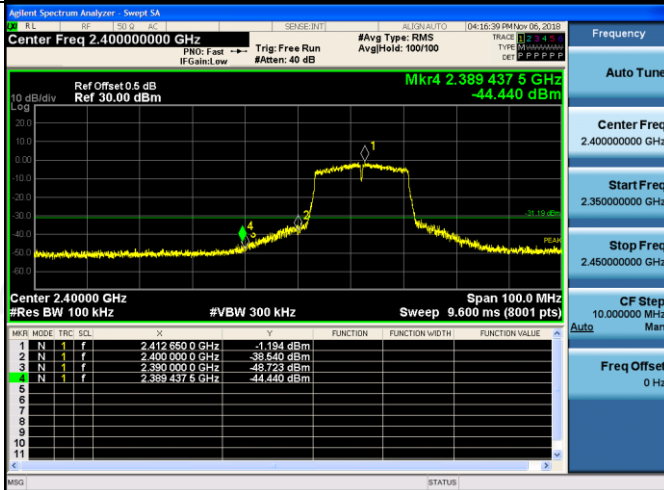 Agilent Spectrum Analyzer - Swept SA
RL RF 50 Ω AC SENSE:INT ALIGN AUTO 04:16:39 PM Nov 06, 2018
Center Freq 2.400000000 GHz
PNO: Fast
IFGain:Low
Trig: Free Run
#Atten: 40 dB
#Avg Type: RMS
Avg|Hold: 100/100
TRACE 1 2 3 4 5 6
TYPE M
DET P P P P P P
Mkr4 2.389 437 5 GHz
-44.440 dBm
Ref Offset 0.5 dB
Ref 30.00 dBm
10 dB/div
Log
20.0
10.0
0.00
-10.0
-20.0
-30.0
-40.0
-50.0
-60.0
1
2
3
4
-31.19 dBm
PEAK
Center 2.40000 GHz Span 100.0 MHz
#Res BW 100 kHz #VBW 300 kHz Sweep 9.600 ms (8001 pts)
MKR MODE TRC SCL X Y FUNCTION FUNCTION WIDTH FUNCTION VALUE
1 N 1 f 2.412 650 0 GHz -1.194 dBm
2 N 1 f 2.400 000 0 GHz -38.540 dBm
3 N 1 f 2.390 000 0 GHz -48.723 dBm
4 N 1 f 2.389 437 5 GHz -44.440 dBm
5
6
7
8
9
10
11
MSG STATUS
Frequency
Auto Tune
Center Freq
2.400000000 GHz
Start Freq
2.350000000 GHz
Stop Freq
2.450000000 GHz
CF Step
10.000000 MHz
Auto Man
Freq Offset
0 Hz